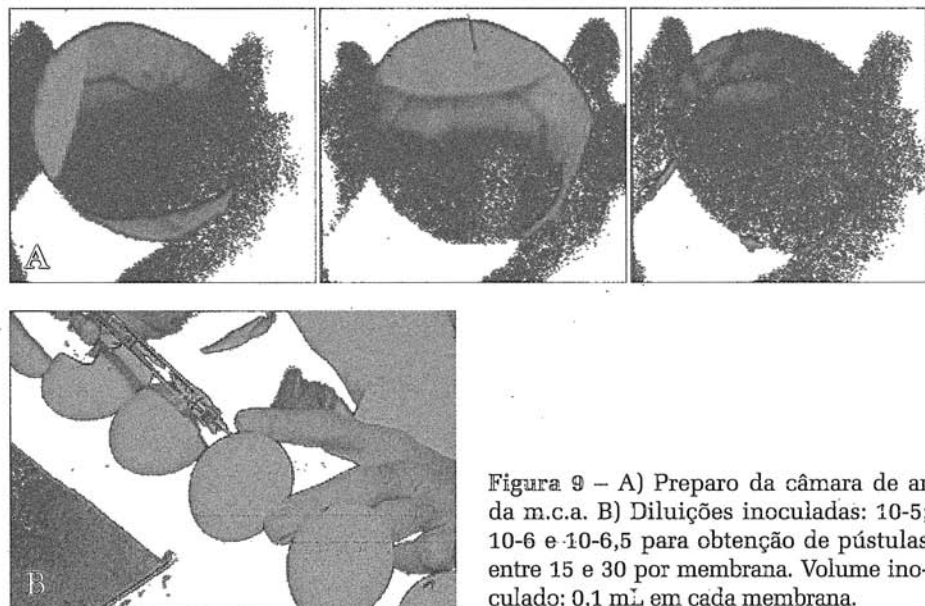 A
B
Figura 9 – A) Preparo da câmara de ar
da m.c.a. B) Diluições inoculadas: 10-5;
10-6 e 10-6,5 para obtenção de pústulas
entre 15 e 30 por membrana. Volume ino-
culado: 0,1 mL em cada membrana.